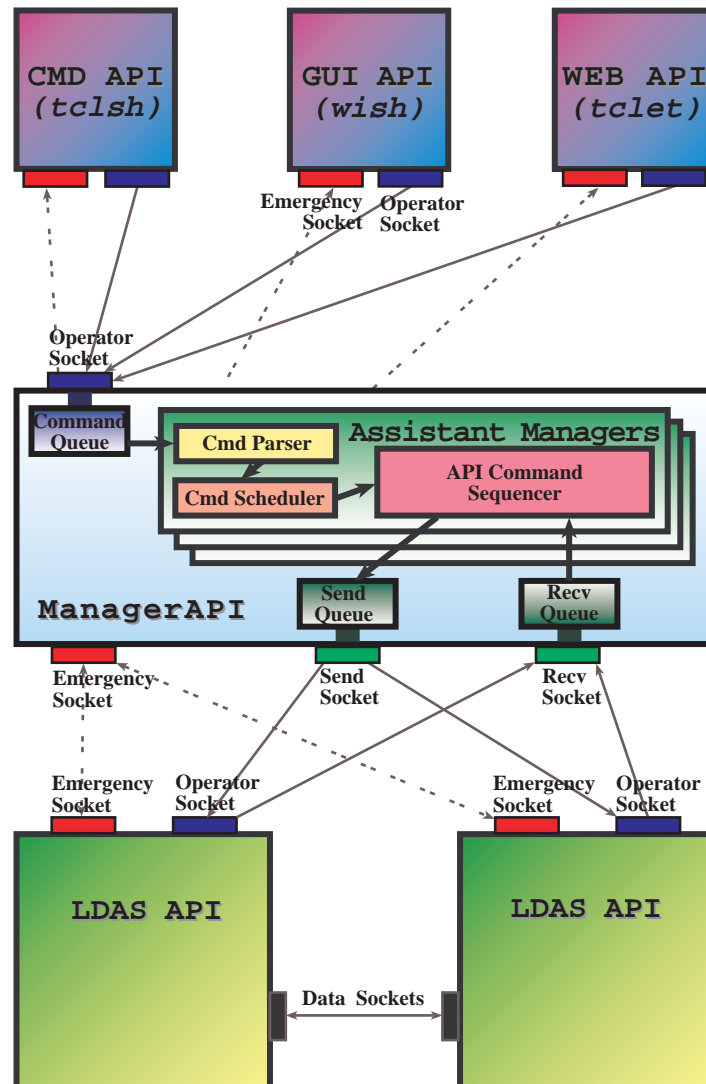 CMD API
(tclsh)
GUI API
(wish)
WEB API
(tclet)
Emergency
Socket
Operator
Socket
Operator
Socket
Command
Queue
Assistant Managers
Cmd Parser
Cmd Scheduler
API Command
Sequencer
Send
Queue
Recv
Queue
ManagerAPI
Emergency
Socket
Send
Socket
Recv
Socket
Emergency
Socket
Operator
Socket
Emergency
Socket
Operator
Socket
LDAS API
LDAS API
Data Sockets